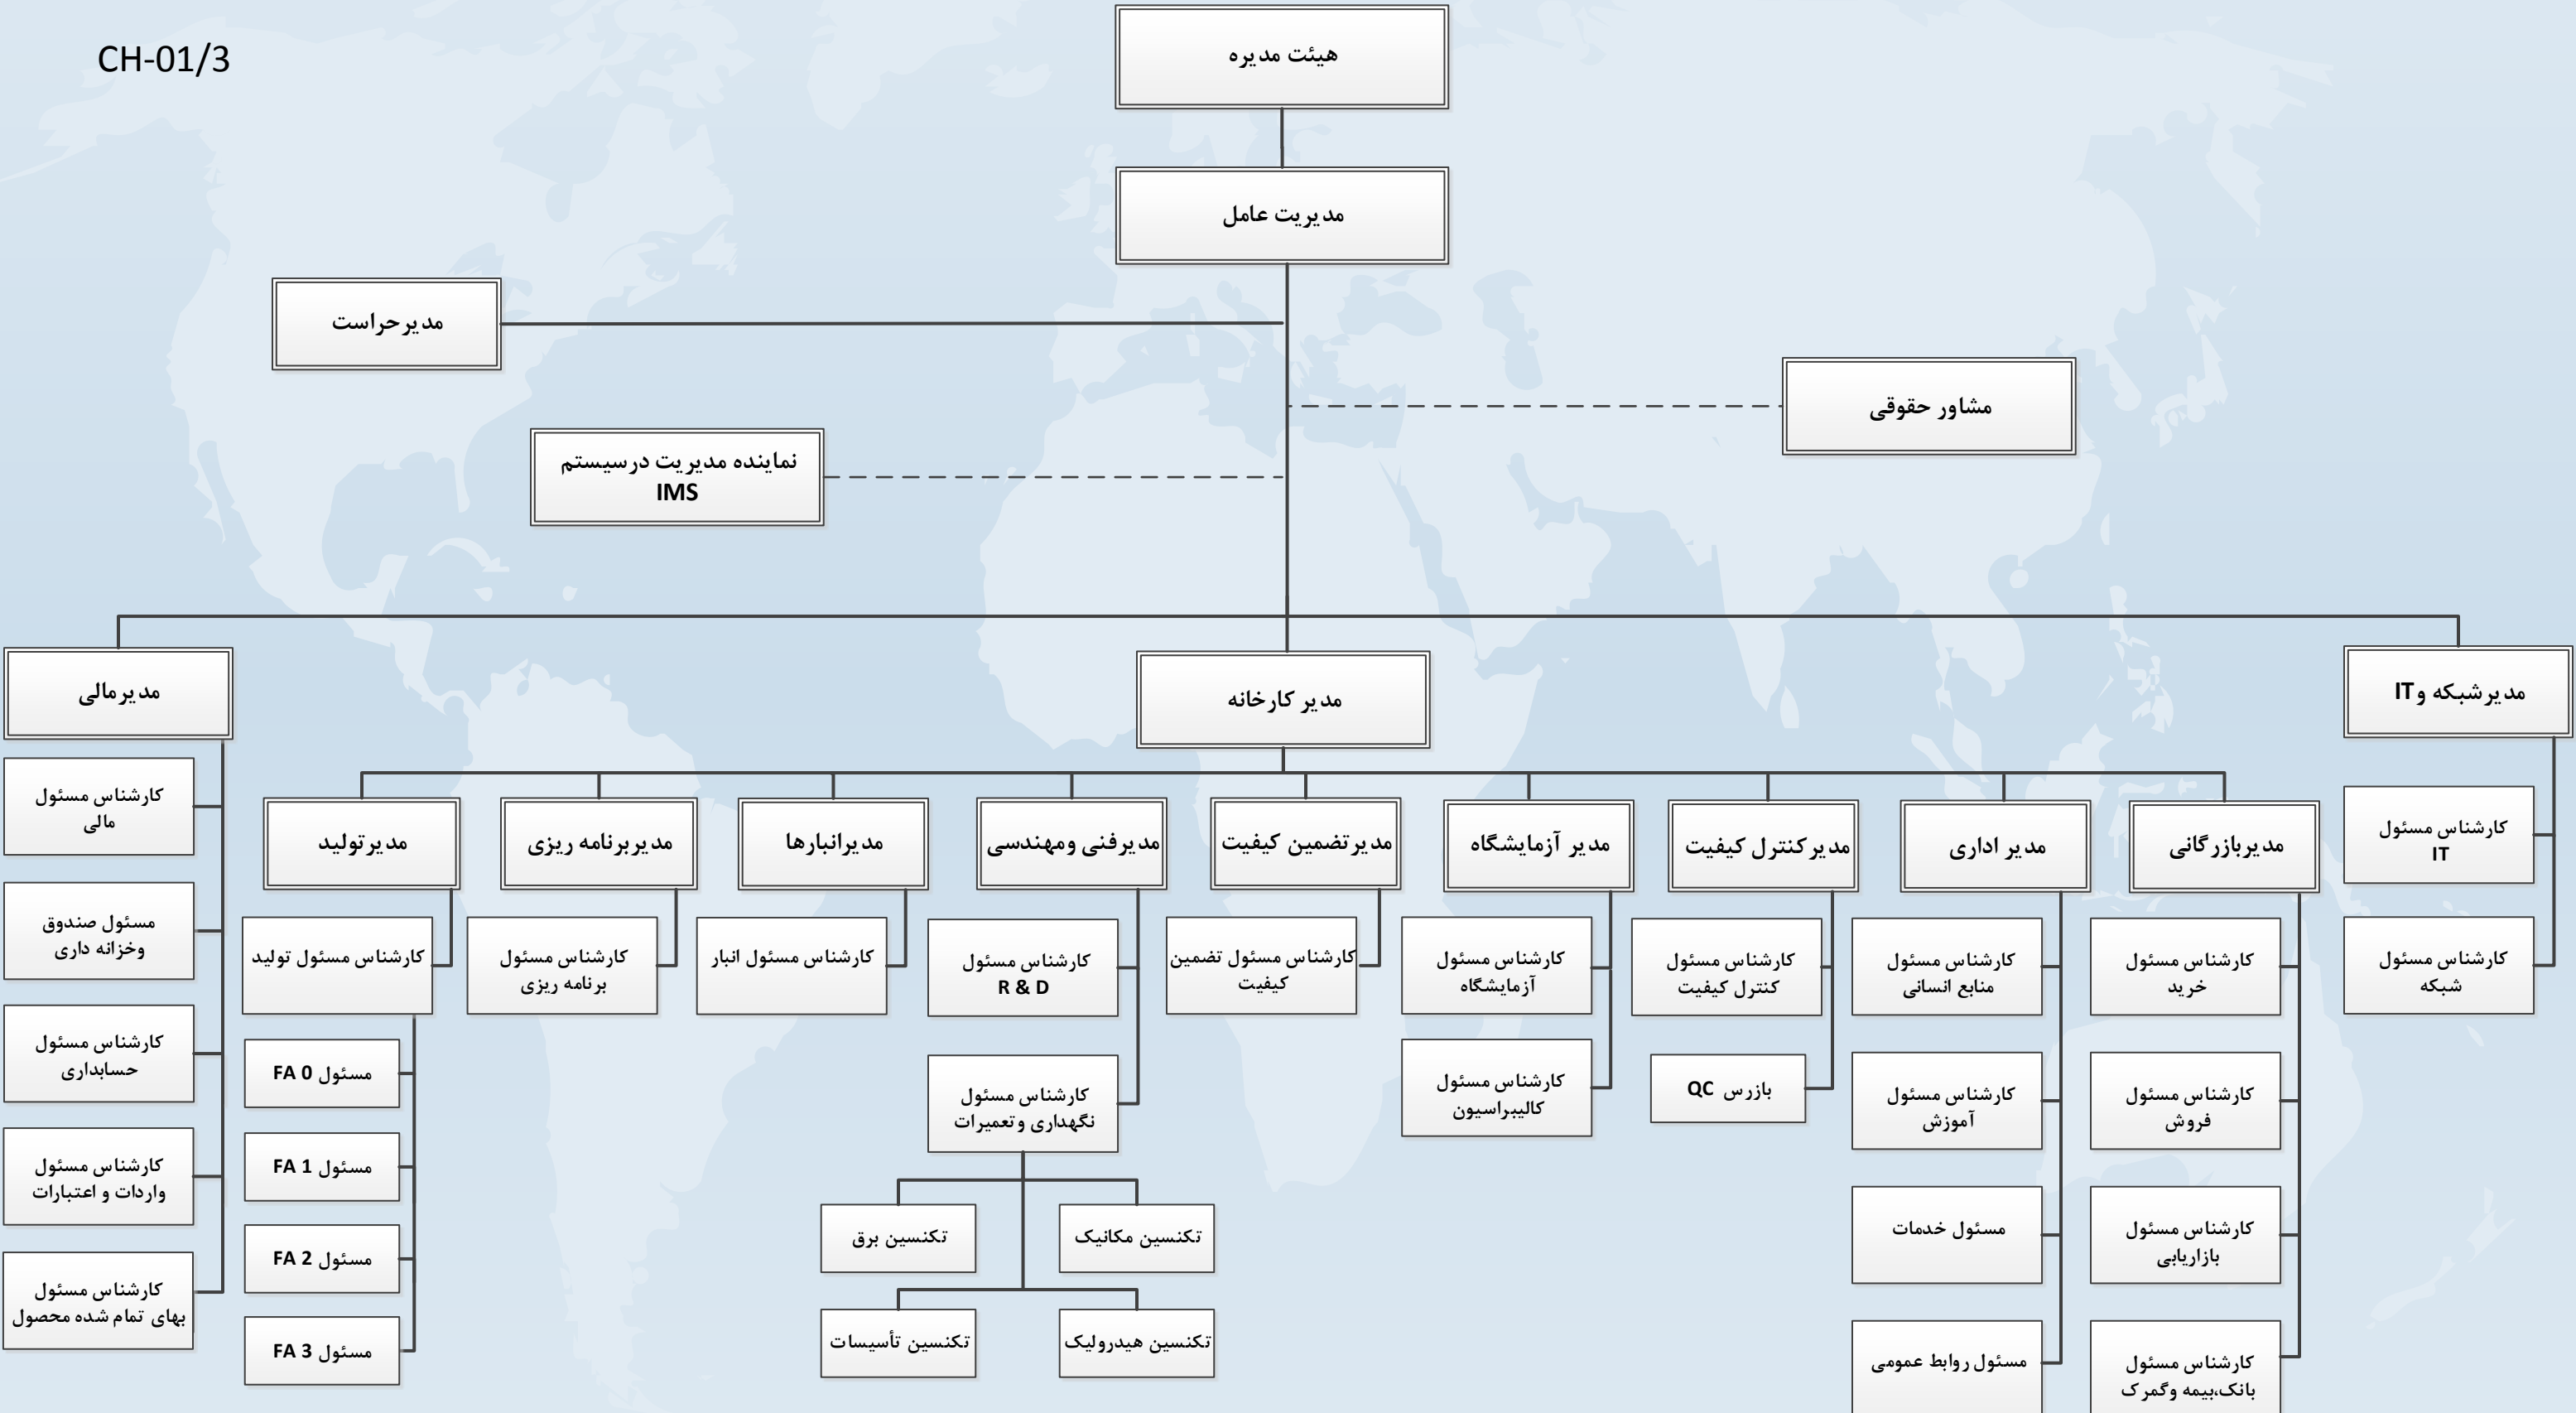 CH-01/3
هیئت مدیره
مدیریت عامل
مدیرحراست
مشاور حقوقی
نماینده مدیریت درسیستم
IMS
مدیرشبکه وIT
مدیر کارخانه
مدیرمالی
کارشناس مسئول
IT
کارشناس مسئول
شبکه
مدیربازرگانی
مدیر اداری
مدیرکنترل کیفیت
مدیر آزمایشگاه
مدیرتضمین کیفیت
مدیرفنی ومهندسی
مدیرانبارها
مدیربرنامه ریزی
مدیرتولید
کارشناس مسئول
خرید
کارشناس مسئول
فروش
کارشناس مسئول
بازاریابی
کارشناس مسئول
بانک،بیمه وگمرک
کارشناس مسئول
منابع انسانی
کارشناس مسئول
آموزش
مسئول خدمات
مسئول روابط عمومی
کارشناس مسئول
کنترل کیفیت
بازرس QC
کارشناس مسئول
آزمایشگاه
کارشناس مسئول
کالیبراسیون
کارشناس مسئول تضمین
کیفیت
کارشناس مسئول
R & D
کارشناس مسئول
نگهداری وتعمیرات
تکنسین مکانیک
تکنسین برق
تکنسین هیدرولیک
تکنسین تأسیسات
کارشناس مسئول انبار
کارشناس مسئول
برنامه ریزی
کارشناس مسئول تولید
مسئول FA 0
مسئول FA 1
مسئول FA 2
مسئول FA 3
کارشناس مسئول
مالی
مسئول صندوق
وخزانه داری
کارشناس مسئول
حسابداری
کارشناس مسئول
واردات و اعتبارات
کارشناس مسئول
بهای تمام شده محصول